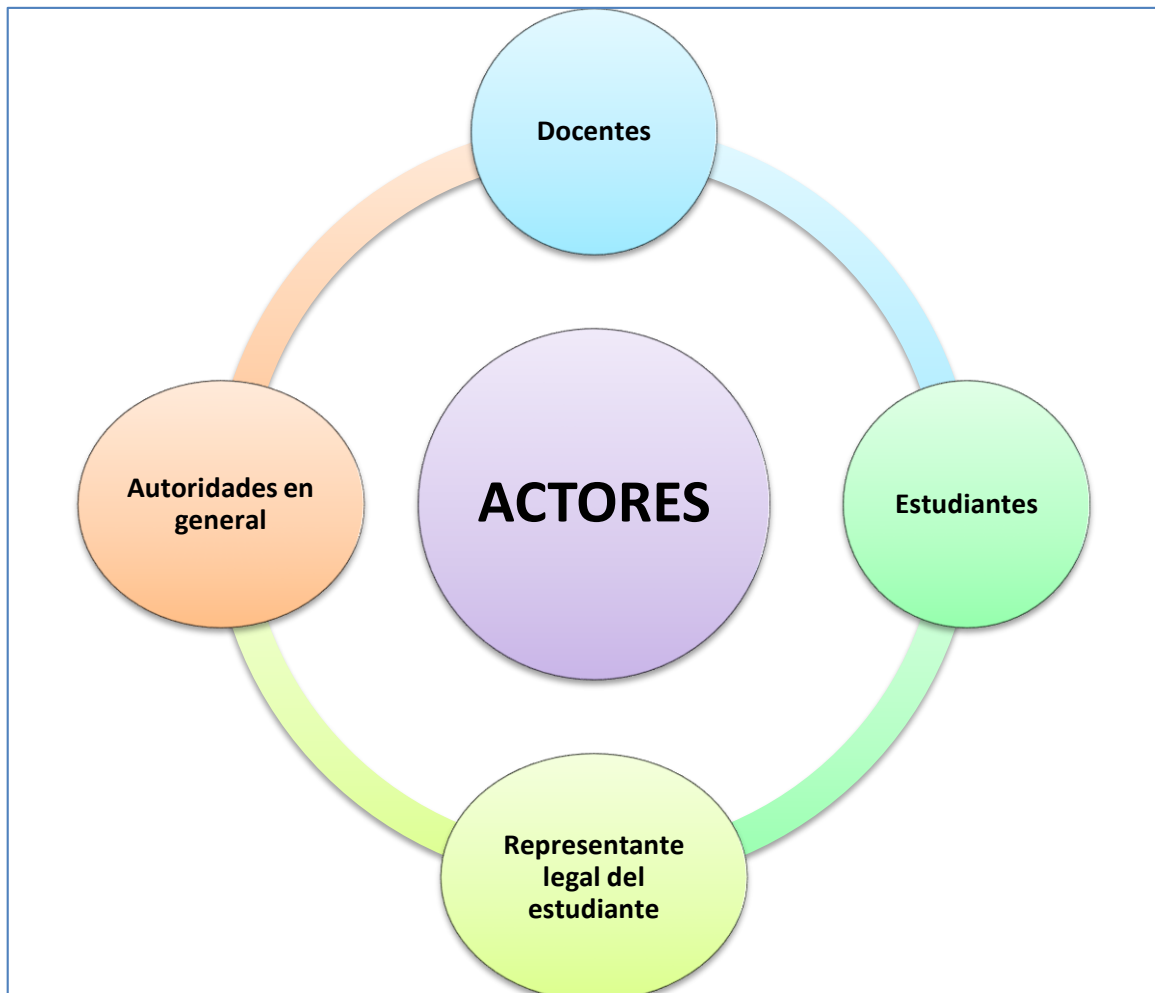 Docentes
Autoridades en
general
ACTORES
Estudiantes
Representante
legal del
estudiante